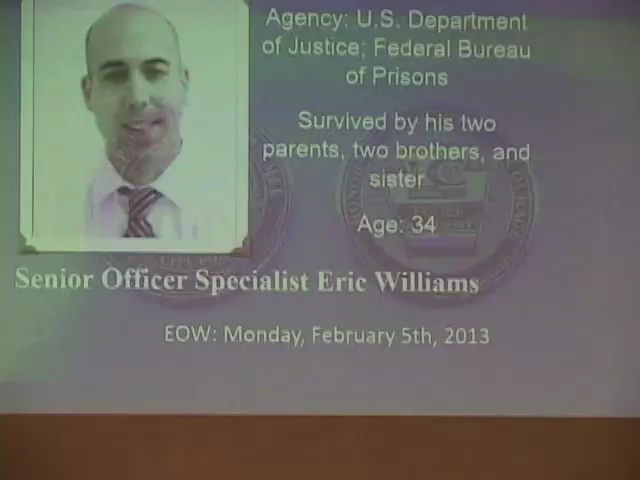 Agency: U.S. Department
of Justice; Federal Bureau
of Prisons
Survived by his two
parents, two brothers, and
sister
Age: 34
Senior Officer Specialist Eric Williams
EOW: Monday, February 5th, 2013